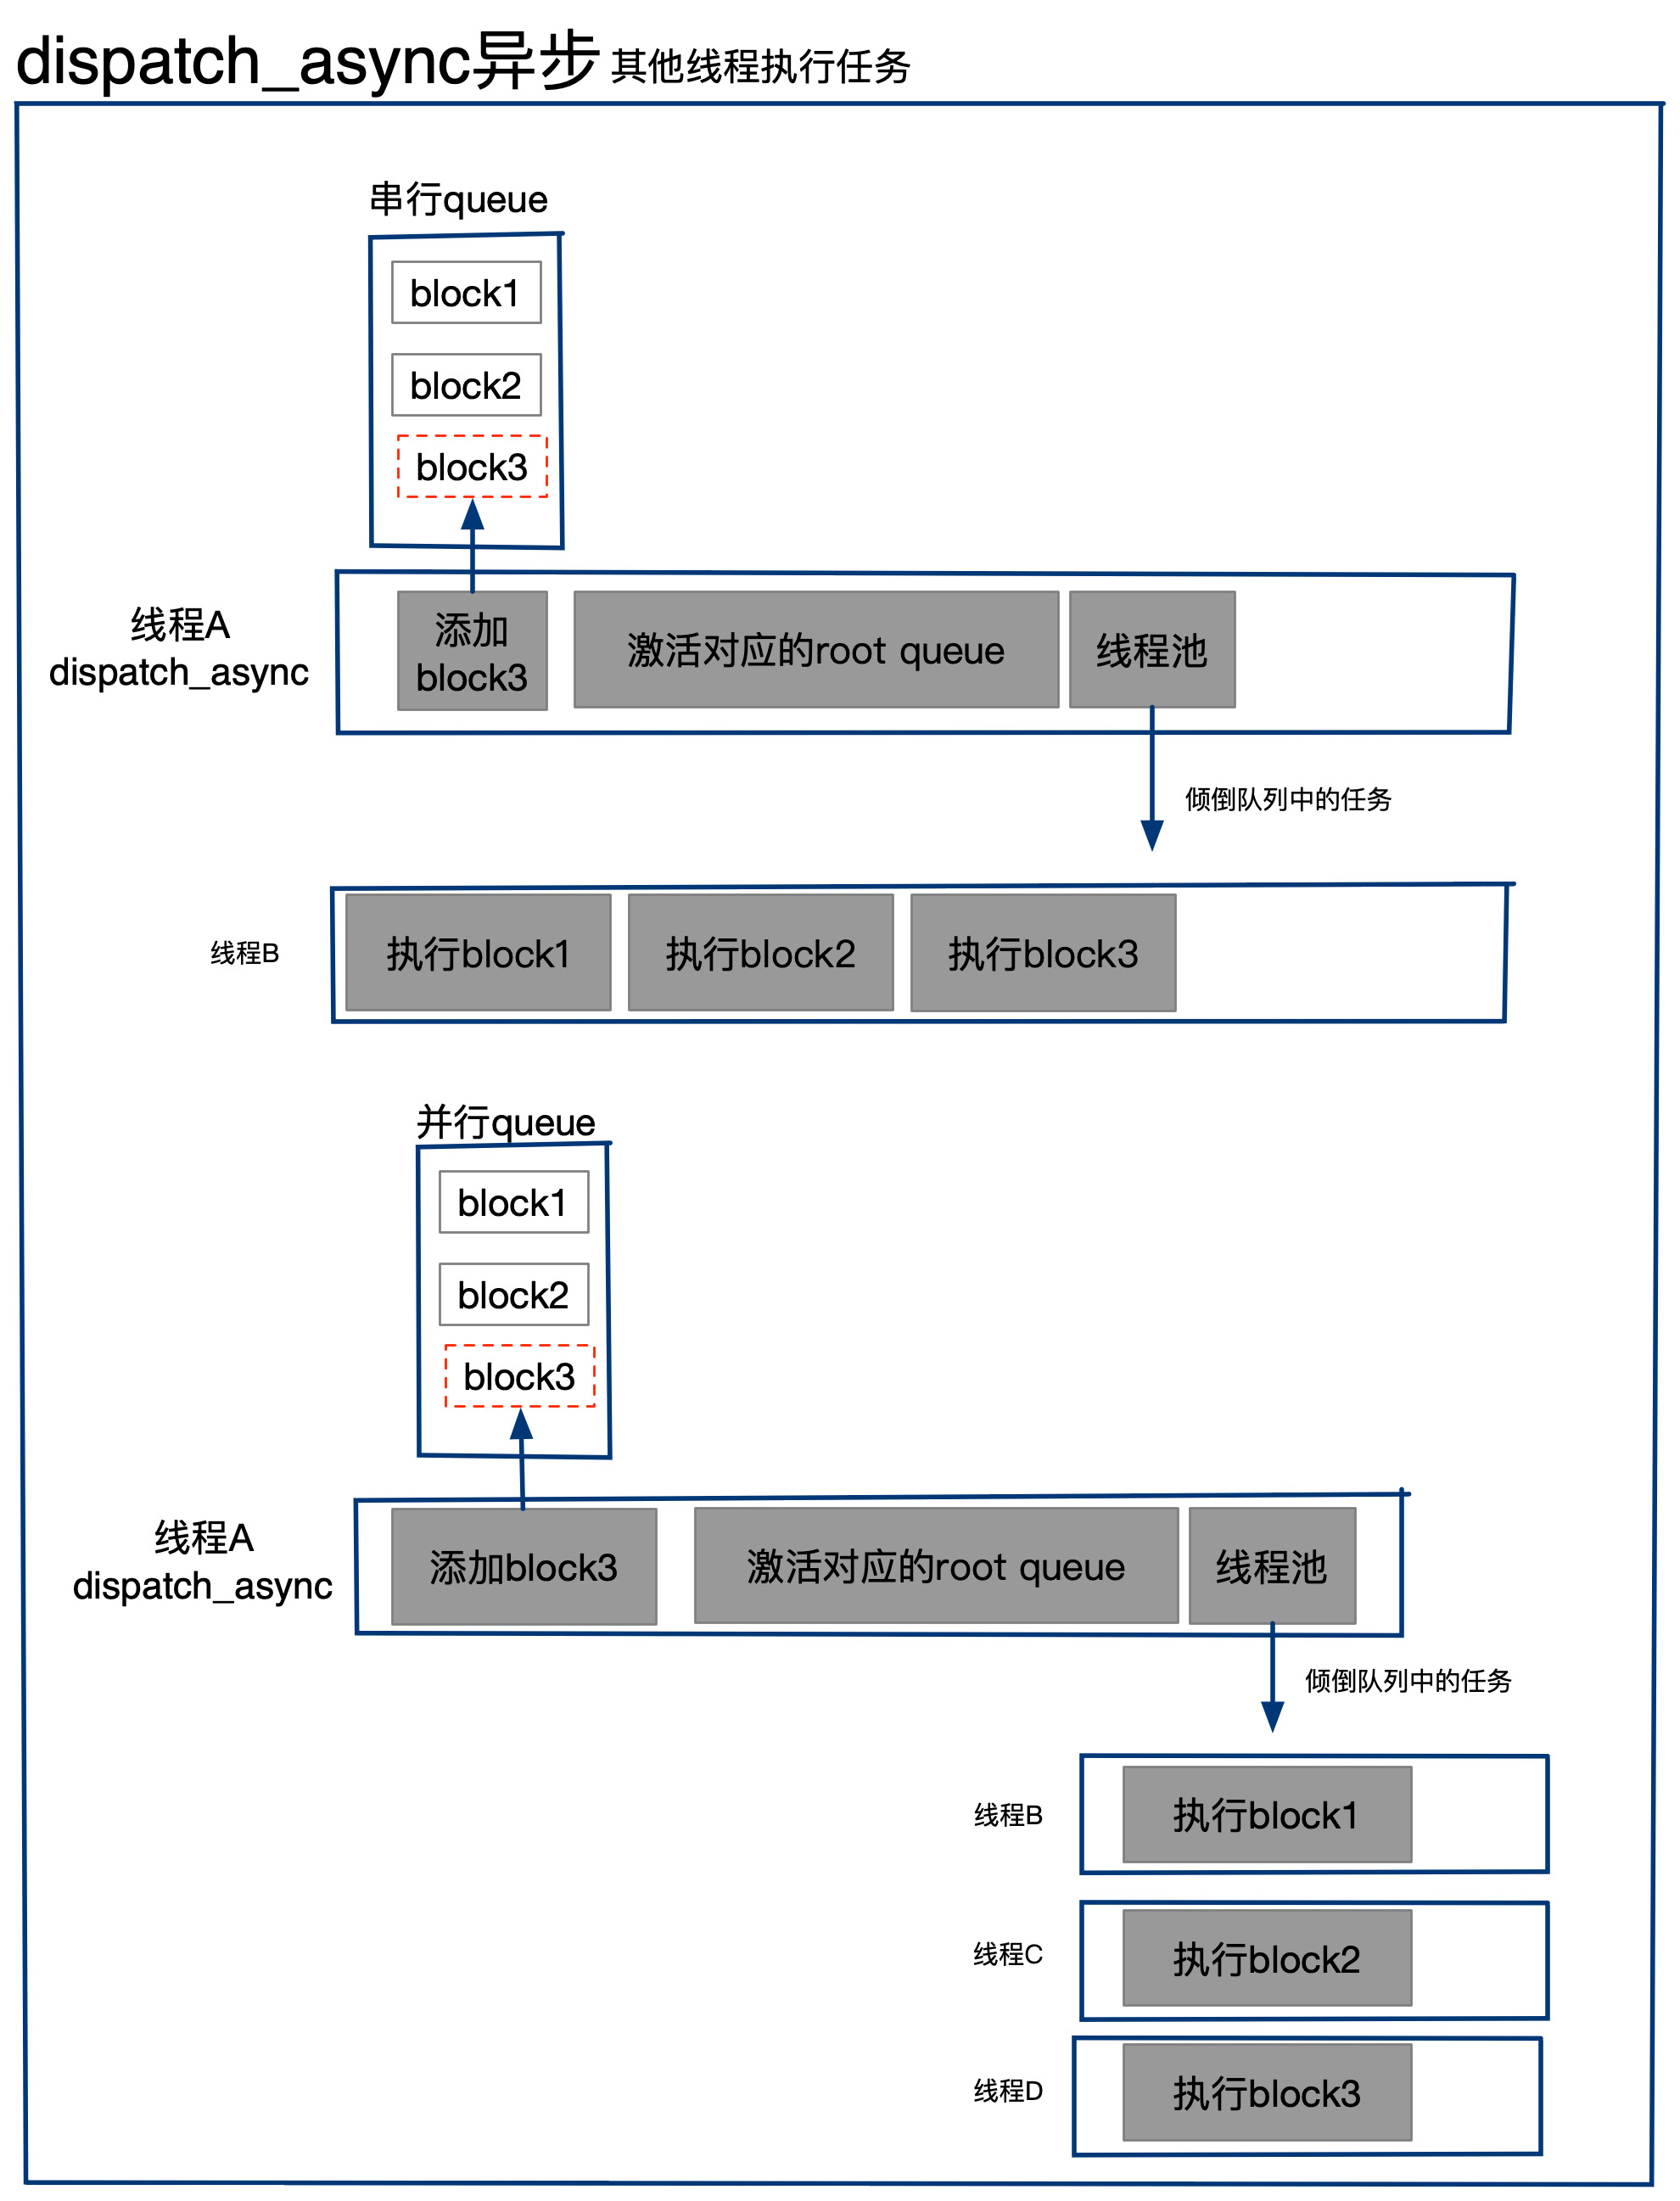 dispatch_async异步 其他线程执行任务
串行queue
block1
block2
block3
线程A
dispatch_async
添加
block3
激活对应的root queue
线程池
倾倒队列中的任务
线程B
执行block1
执行block2
执行block3
并行queue
block1
block2
block3
线程A
dispatch_async
添加block3
激活对应的root queue
线程池
倾倒队列中的任务
线程B
执行block1
线程C
执行block2
线程D
执行block3